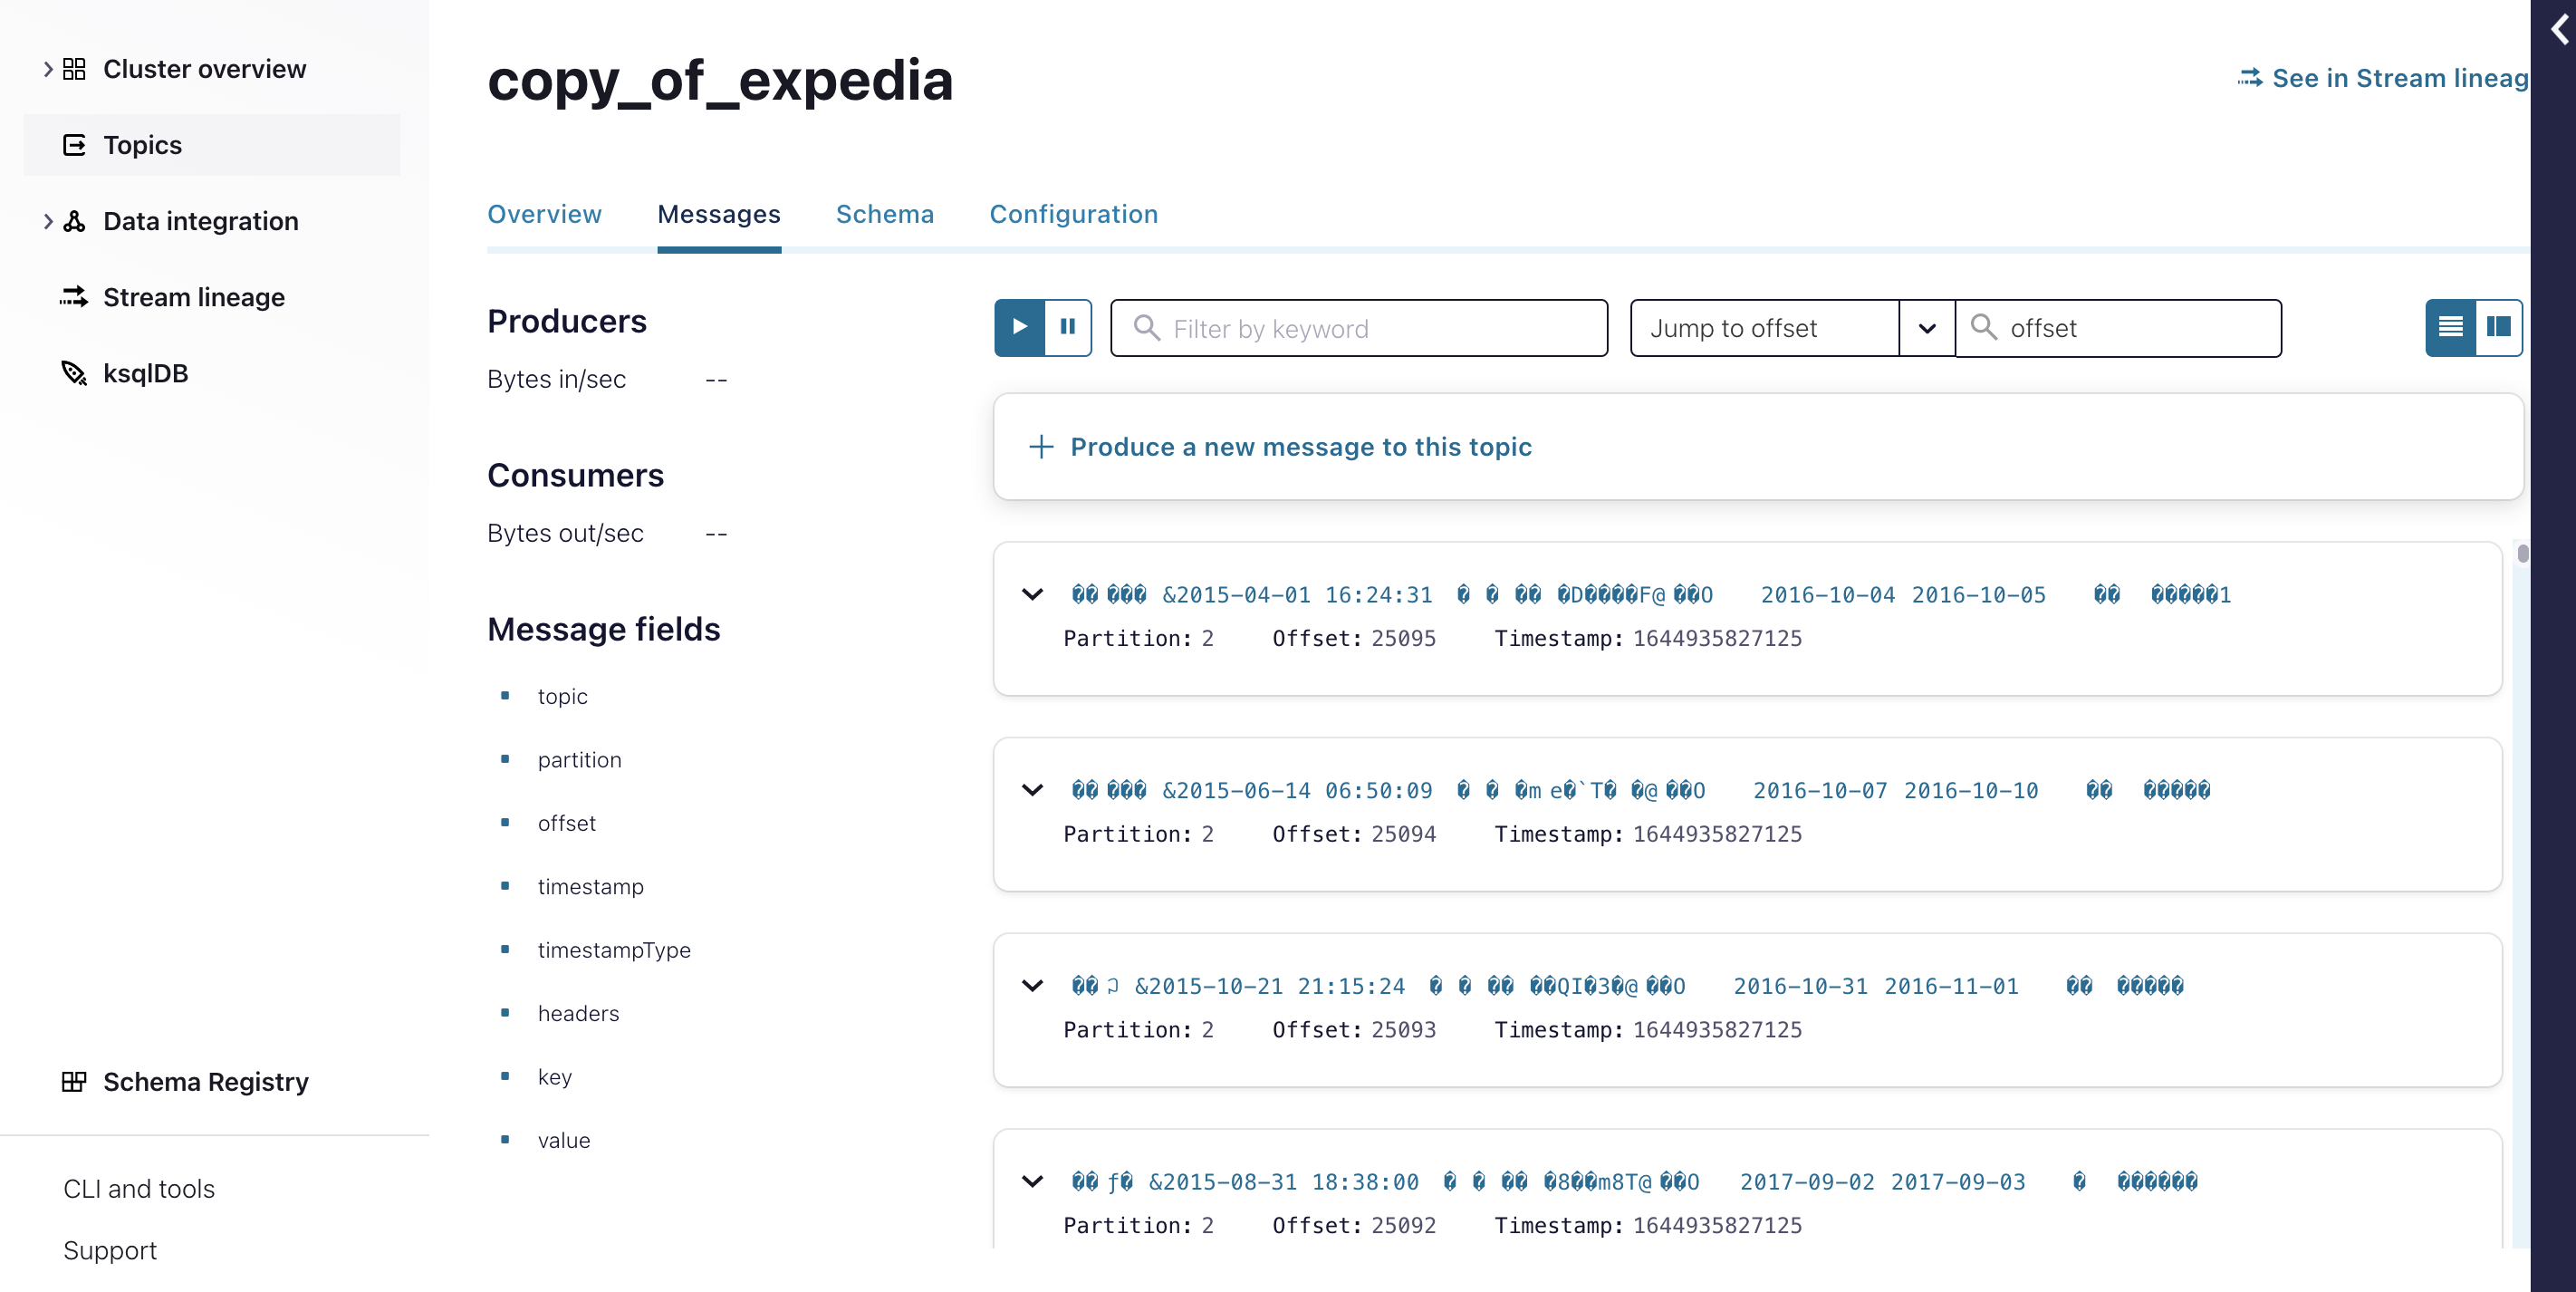 Cluster overview
Topics
Data integration
Stream lineage
ksqlDB
Schema Registry
CLI and tools
Support
copy_of_expedia
See in Stream lineag
Overview Messages Schema Configuration
Producers
Bytes in/sec --
Consumers
Bytes out/sec --
Message fields
topic
partition
offset
timestamp
timestampType
headers
key
value
Filter by keyword
Jump to offset
offset
Produce a new message to this topic
�� ��� &2015-04-01 16:24:31 � � �� �D����F@ ��O 2016-10-04 2016-10-05 �� �����1
Partition: 2 Offset: 25095 Timestamp: 1644935827125
�� ��� &2015-06-14 06:50:09 � � �m e�`T� �@ ��O 2016-10-07 2016-10-10 �� �����
Partition: 2 Offset: 25094 Timestamp: 1644935827125
�� &2015-10-21 21:15:24 � � �� ��QI�3�@ ��O 2016-10-31 2016-11-01 �� �����
Partition: 2 Offset: 25093 Timestamp: 1644935827125
�� ƒ� &2015-08-31 18:38:00 � � �� �8��m8T@ ��O 2017-09-02 2017-09-03 � ������
Partition: 2 Offset: 25092 Timestamp: 1644935827125